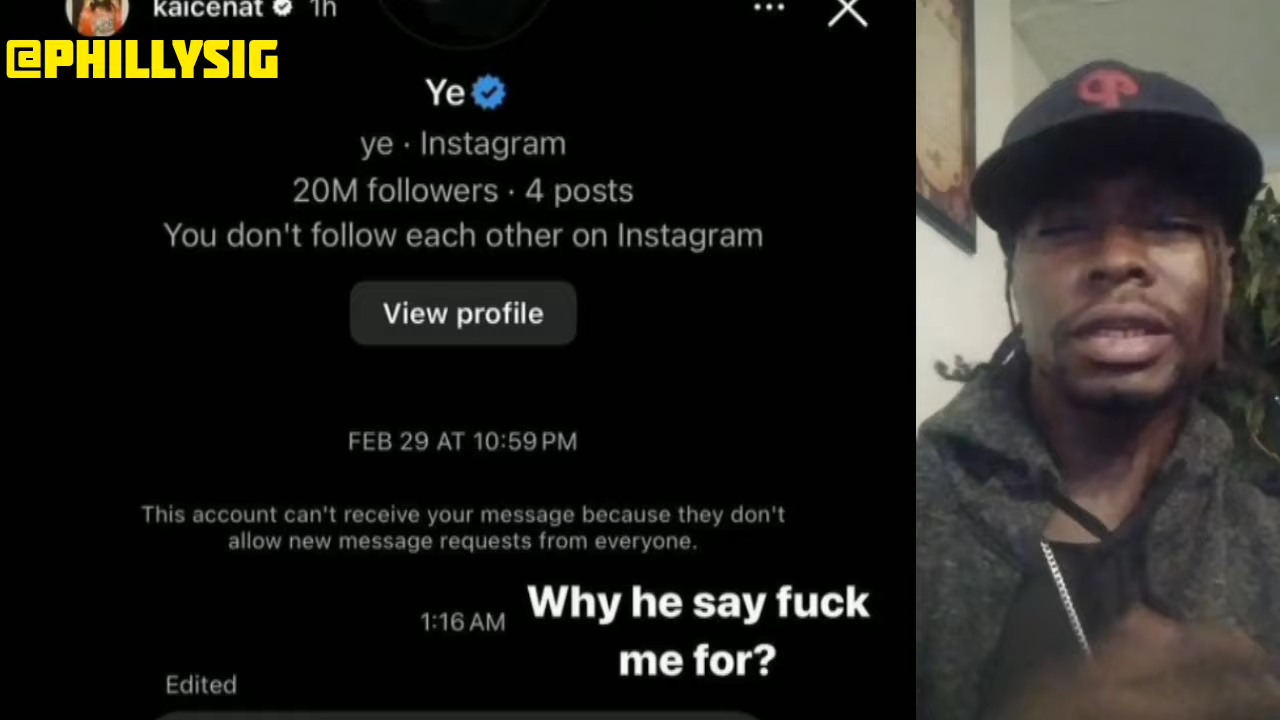 kaicenat 1h
@PHILLYSIG
Ye
ye · Instagram
20M followers · 4 posts
You don't follow each other on Instagram
View profile
FEB 29 AT 10:59 PM
This account can't receive your message because they don't
allow new message requests from everyone.
1:16 AM
Why he say fuck
me for?
Edited